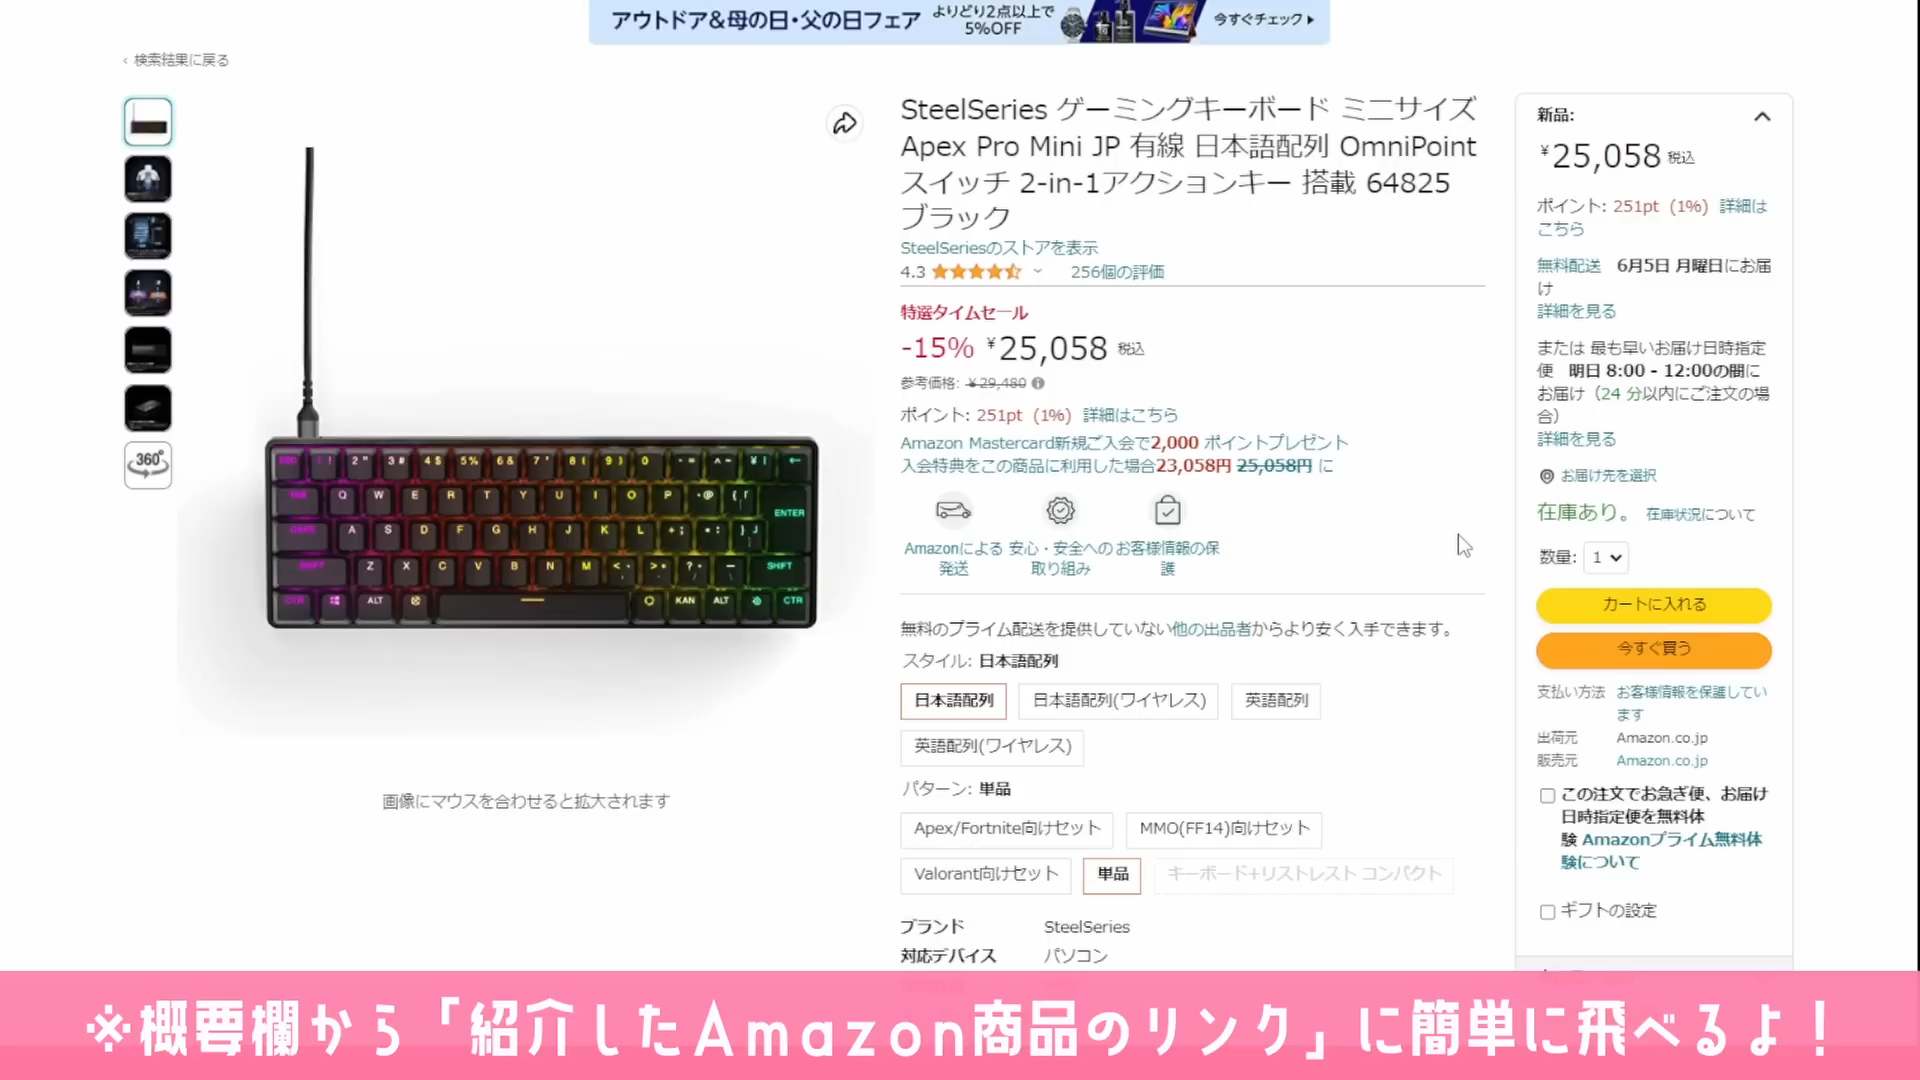 アウトドア＆母の日・父の日フェア よりどり2点以上で 5%OFF 今すぐチェック
‹ 検索結果に戻る
360°
ESC ! 2" 3# 4$ 5% 6& 7' 8( 9) 0
Q W E R T Y U I O P ENTER
A S D F G H J K L
SHIFT Z X C V B N M SHIFT
CTR ALT KAN ALT CTR
画像にマウスを合わせると拡大されます
SteelSeries ゲーミングキーボード ミニサイズ
Apex Pro Mini JP 有線 日本語配列 OmniPoint
スイッチ 2-in-1アクションキー 搭載 64825
ブラック
SteelSeriesのストアを表示
4.3 256個の評価
特選タイムセール
-15% ¥25,058 税込
参考価格: ¥29,480
ポイント: 251pt (1%) 詳細はこちら
Amazon Mastercard新規ご入会で2,000 ポイントプレゼント
入会特典をこの商品に利用した場合23,058円 25,058円 に
Amazonによる発送
安心・安全への取り組み
お客様情報の保護
無料のプライム配送を提供していない他の出品者からより安く入手できます。
スタイル: 日本語配列
日本語配列 日本語配列(ワイヤレス) 英語配列
英語配列(ワイヤレス)
パターン: 単品
Apex/Fortnite向けセット MMO(FF14)向けセット
Valorant向けセット 単品 キーボード+リストレスト コンパクト
ブランド SteelSeries
対応デバイス パソコン
新品:
¥25,058 税込
ポイント: 251pt (1%) 詳細は
こちら
無料配送 6月5日 月曜日にお届
け
詳細を見る
または 最も早いお届け日時指定
便 明日 8:00 - 12:00の間に
お届け（24 分以内にご注文の場
合）
詳細を見る
お届け先を選択
在庫あり。 在庫状況について
数量: 1
カートに入れる
今すぐ買う
支払い方法 お客様情報を保護してい
ます
出荷元 Amazon.co.jp
販売元 Amazon.co.jp
この注文でお急ぎ便、お届け
日時指定便を無料体
験 Amazonプライム無料体
験について
ギフトの設定
※概要欄から「紹介したAmazon商品のリンク」に簡単に飛べるよ！